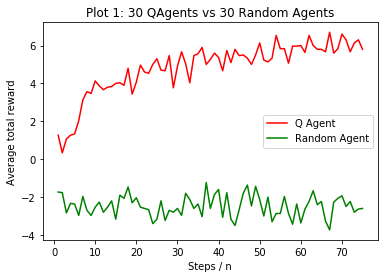 Plot 1: 30 QAgents vs 30 Random Agents
6
4
2
0
−2
−4
Average total reward
Q Agent
Random Agent
0 10 20 30 40 50 60 70
Steps / n